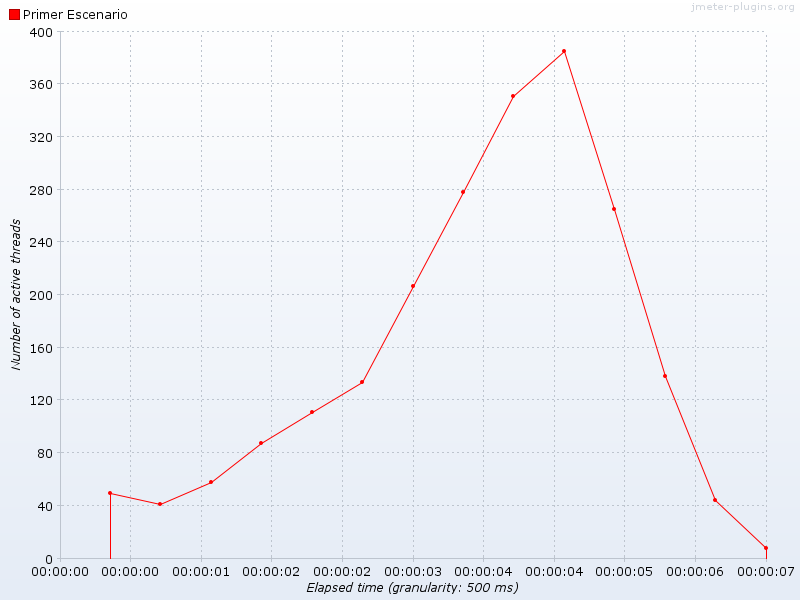 jmeter-plugins.org
Primer Escenario
400
360
320
280
240
200
160
120
80
40
0
Number of active threads
00:00:00 00:00:00 00:00:01 00:00:02 00:00:02 00:00:03 00:00:04 00:00:04 00:00:05 00:00:06 00:00:07
Elapsed time (granularity: 500 ms)